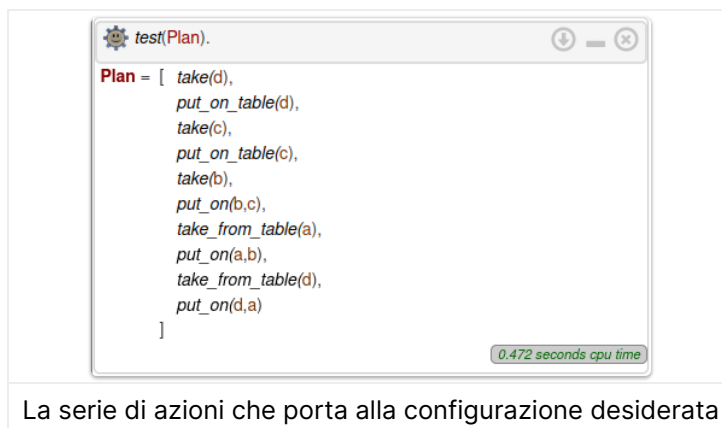 test(Plan).
Plan = [ take(d),
put_on_table(d),
take(c),
put_on_table(c),
take(b),
put_on(b,c),
take_from_table(a),
put_on(a,b),
take_from_table(d),
put_on(d,a)
]
0.472 seconds cpu time
La serie di azioni che porta alla configurazione desiderata